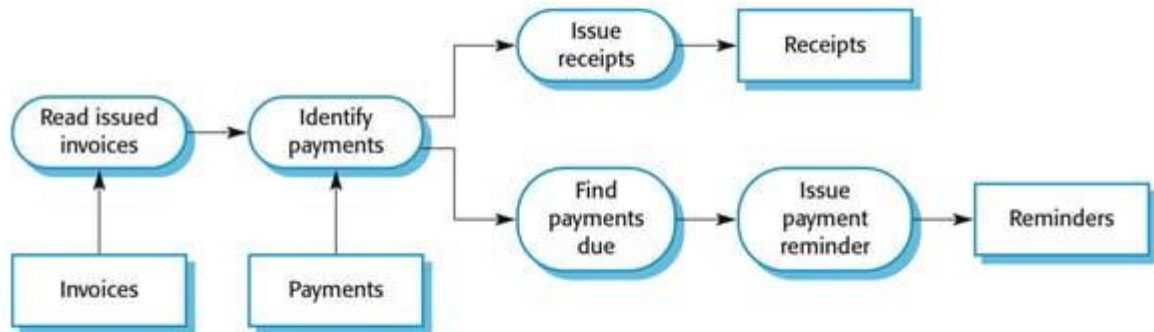 Issue
receipts
Receipts
Read issued
invoices
Identify
payments
Find
payments
due
Issue
payment
reminder
Reminders
Invoices
Payments